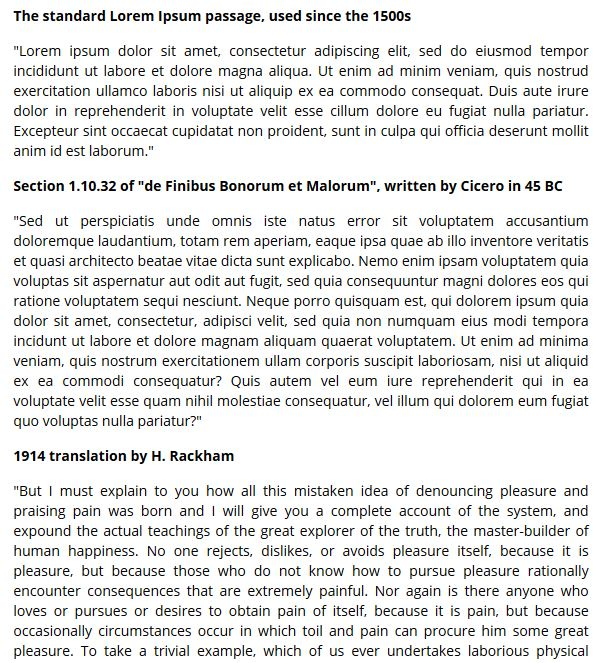 The standard Lorem Ipsum passage, used since the 1500s
"Lorem ipsum dolor sit amet, consectetur adipiscing elit, sed do eiusmod tempor
incididunt ut labore et dolore magna aliqua. Ut enim ad minim veniam, quis nostrud
exercitation ullamco laboris nisi ut aliquip ex ea commodo consequat. Duis aute irure
dolor in reprehenderit in voluptate velit esse cillum dolore eu fugiat nulla pariatur.
Excepteur sint occaecat cupidatat non proident, sunt in culpa qui officia deserunt mollit
anim id est laborum."
Section 1.10.32 of "de Finibus Bonorum et Malorum", written by Cicero in 45 BC
"Sed ut perspiciatis unde omnis iste natus error sit voluptatem accusantium
doloremque laudantium, totam rem aperiam, eaque ipsa quae ab illo inventore veritatis
et quasi architecto beatae vitae dicta sunt explicabo. Nemo enim ipsam voluptatem quia
voluptas sit aspernatur aut odit aut fugit, sed quia consequuntur magni dolores eos qui
ratione voluptatem sequi nesciunt. Neque porro quisquam est, qui dolorem ipsum quia
dolor sit amet, consectetur, adipisci velit, sed quia non numquam eius modi tempora
incidunt ut labore et dolore magnam aliquam quaerat voluptatem. Ut enim ad minima
veniam, quis nostrum exercitationem ullam corporis suscipit laboriosam, nisi ut aliquid
ex ea commodi consequatur? Quis autem vel eum iure reprehenderit qui in ea
voluptate velit esse quam nihil molestiae consequatur, vel illum qui dolorem eum fugiat
quo voluptas nulla pariatur?"
1914 translation by H. Rackham
"But I must explain to you how all this mistaken idea of denouncing pleasure and
praising pain was born and I will give you a complete account of the system, and
expound the actual teachings of the great explorer of the truth, the master-builder of
human happiness. No one rejects, dislikes, or avoids pleasure itself, because it is
pleasure, but because those who do not know how to pursue pleasure rationally
encounter consequences that are extremely painful. Nor again is there anyone who
loves or pursues or desires to obtain pain of itself, because it is pain, but because
occasionally circumstances occur in which toil and pain can procure him some great
pleasure. To take a trivial example, which of us ever undertakes laborious physical